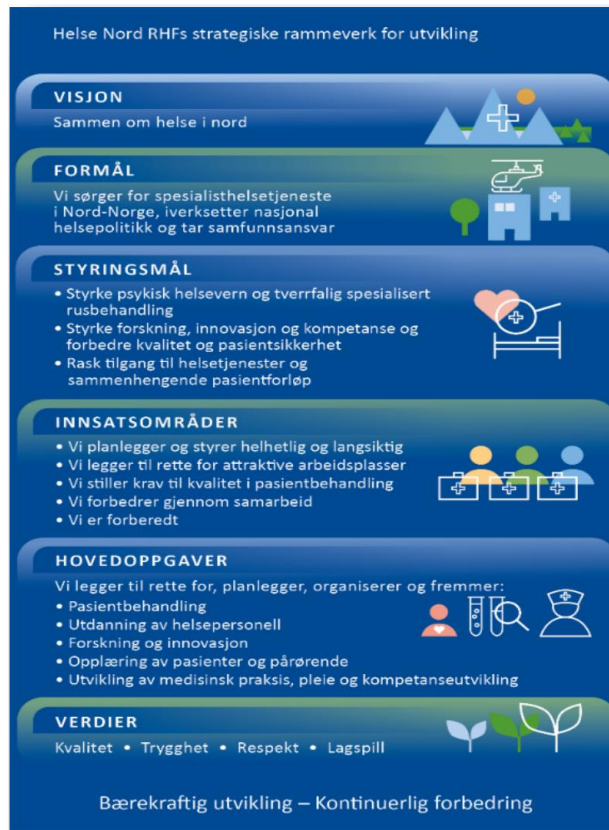 Helse Nord RHFs strategiske rammeverk for utvikling
VISJON
Sammen om helse i nord
FORMÅL
Vi sørger for spesialisthelsetjeneste
i Nord-Norge, iverksetter nasjonal
helsepolitikk og tar samfunnsansvar
STYRINGSMÅL
• Styrke psykisk helsevern og tverrfalig spesialisert
rusbehandling
• Styrke forskning, innovasjon og kompetanse og
forbedre kvalitet og pasientsikkerhet
• Rask tilgang til helsetjenester og
sammenhengende pasientforløp
INNSATSOMRÅDER
• Vi planlegger og styrer helhetlig og langsiktig
• Vi legger til rette for attraktive arbeidsplasser
• Vi stiller krav til kvalitet i pasientbehandling
• Vi forbedrer gjennom samarbeid
• Vi er forberedt
HOVEDOPPGAVER
Vi legger til rette for, planlegger, organiserer og fremmer:
• Pasientbehandling
• Utdanning av helsepersonell
• Forskning og innovasjon
• Opplæring av pasienter og pårørende
• Utvikling av medisinsk praksis, pleie og kompetanseutvikling
VERDIER
Kvalitet • Trygghet • Respekt • Lagspill
Bærekraftig utvikling – Kontinuerlig forbedring